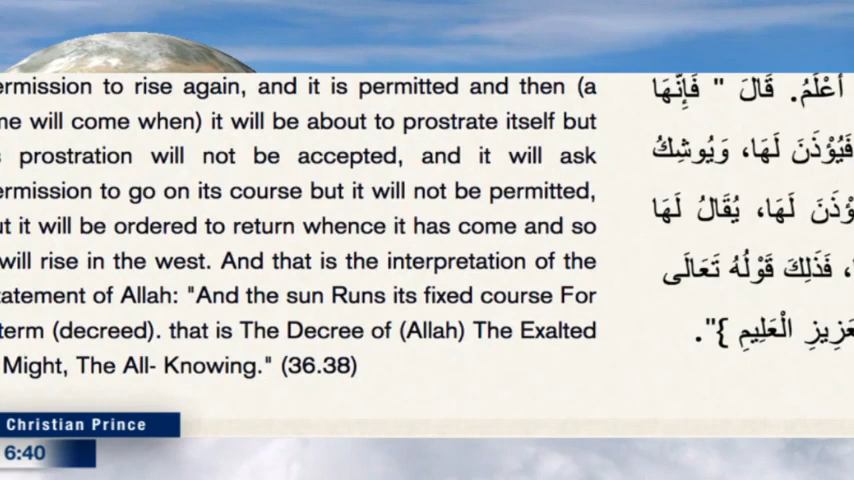 ermission to rise again, and it is permitted and then (a
me will come when) it will be about to prostrate itself but
s prostration will not be accepted, and it will ask
ermission to go on its course but it will not be permitted,
ut it will be ordered to return whence it has come and so
will rise in the west. And that is the interpretation of the
tatement of Allah: "And the sun Runs its fixed course For
term (decreed). that is The Decree of (Allah) The Exalted
Might, The All- Knowing." (36.38)
أَعْلَمُ. قَالَ " فَإِنَّهَا
فَيُؤْذَنَ لَهَا، وَيُوشِكُ
ؤْذَنَ لَهَا، يُقَالُ لَهَا
، فَذَلِكَ قَوْلُهُ تَعَالَى
عَزِيزِ الْعَلِيمِ }".
Christian Prince
6:40